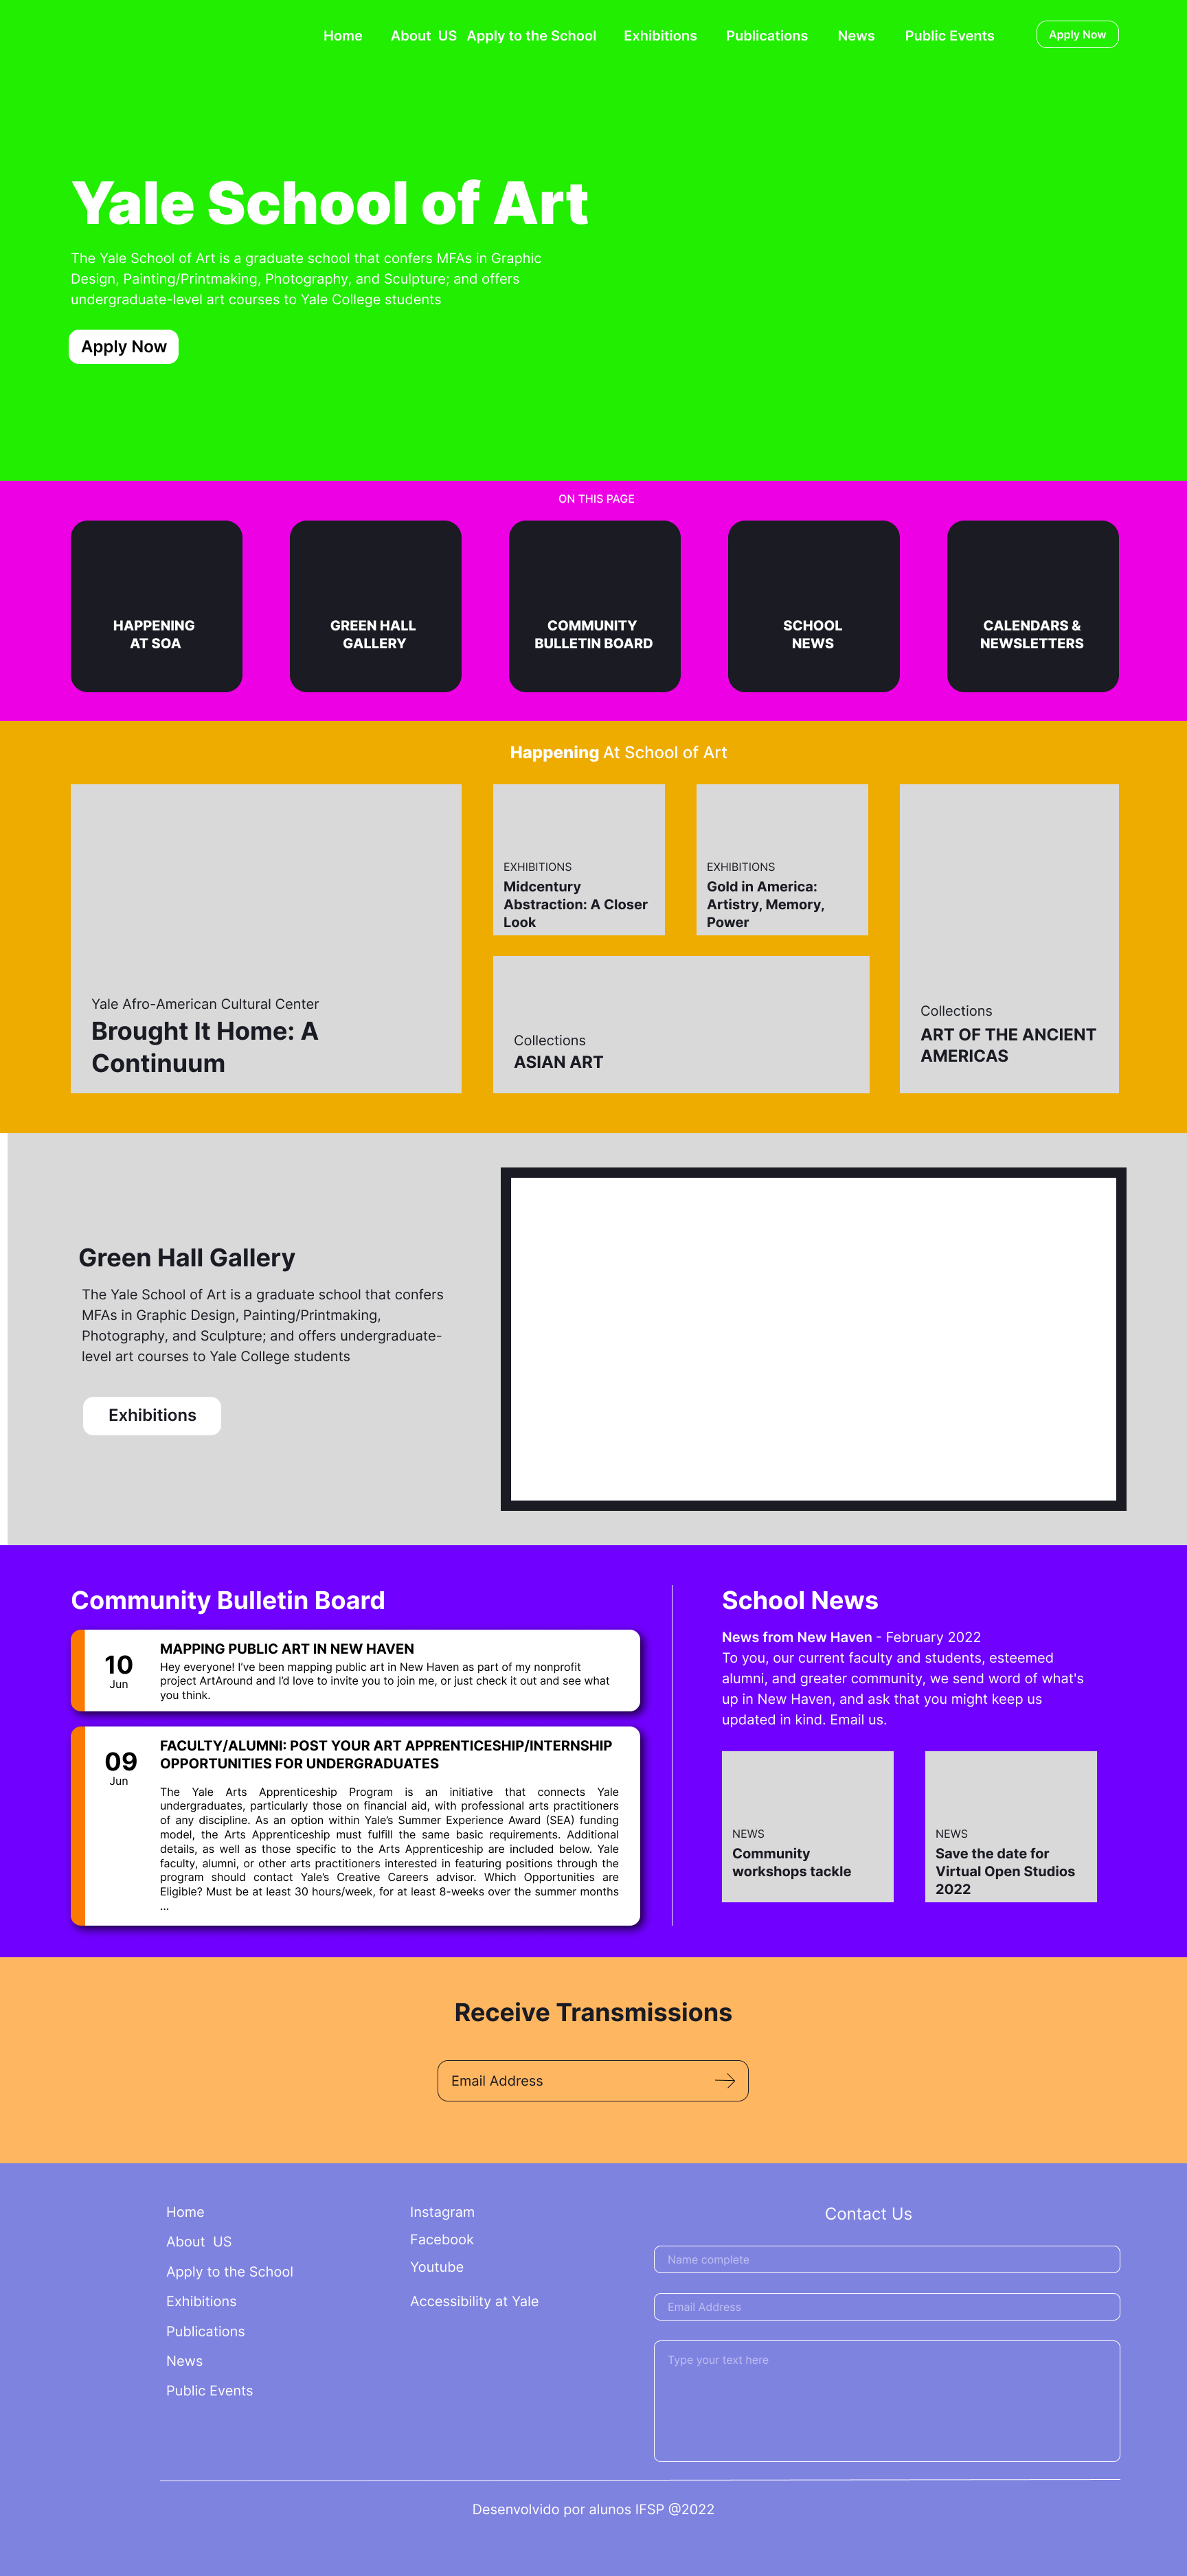 Home About  US Apply to the School Exhibitions Publications News Public Events Apply Now
Yale School of Art
The Yale School of Art is a graduate school that confers MFAs in Graphic
Design, Painting/Printmaking, Photography, and Sculpture; and offers
undergraduate-level art courses to Yale College students
Apply Now
ON THIS PAGE
HAPPENING
AT SOA
GREEN HALL
GALLERY
COMMUNITY
BULLETIN BOARD
SCHOOL
NEWS
CALENDARS &
NEWSLETTERS
Happening At School of Art
Yale Afro-American Cultural Center
Brought It Home: A
Continuum
EXHIBITIONS
Midcentury
Abstraction: A Closer
Look
EXHIBITIONS
Gold in America:
Artistry, Memory,
Power
Collections
ASIAN ART
Collections
ART OF THE ANCIENT
AMERICAS
Green Hall Gallery
The Yale School of Art is a graduate school that confers
MFAs in Graphic Design, Painting/Printmaking,
Photography, and Sculpture; and offers undergraduate-
level art courses to Yale College students
Exhibitions
Community Bulletin Board
10
Jun
MAPPING PUBLIC ART IN NEW HAVEN
Hey everyone! I've been mapping public art in New Haven as part of my nonprofit
project ArtAround and I'd love to invite you to join me, or just check it out and see what
you think.
09
Jun
FACULTY/ALUMNI: POST YOUR ART APPRENTICESHIP/INTERNSHIP
OPPORTUNITIES FOR UNDERGRADUATES
The Yale Arts Apprenticeship Program is an initiative that connects Yale
undergraduates, particularly those on financial aid, with professional arts practitioners
of any discipline. As an option within Yale's Summer Experience Award (SEA) funding
model, the Arts Apprenticeship must fulfill the same basic requirements. Additional
details, as well as those specific to the Arts Apprenticeship are included below. Yale
faculty, alumni, or other arts practitioners interested in featuring positions through the
program should contact Yale's Creative Careers advisor. Which Opportunities are
Eligible? Must be at least 30 hours/week, for at least 8-weeks over the summer months
...
School News
News from New Haven - February 2022
To you, our current faculty and students, esteemed
alumni, and greater community, we send word of what's
up in New Haven, and ask that you might keep us
updated in kind. Email us.
NEWS
Community
workshops tackle
NEWS
Save the date for
Virtual Open Studios
2022
Receive Transmissions
Email Address
Home
About  US
Apply to the School
Exhibitions
Publications
News
Public Events
Instagram
Facebook
Youtube
Accessibility at Yale
Contact Us
Name complete
Email Address
Type your text here
Desenvolvido por alunos IFSP @2022